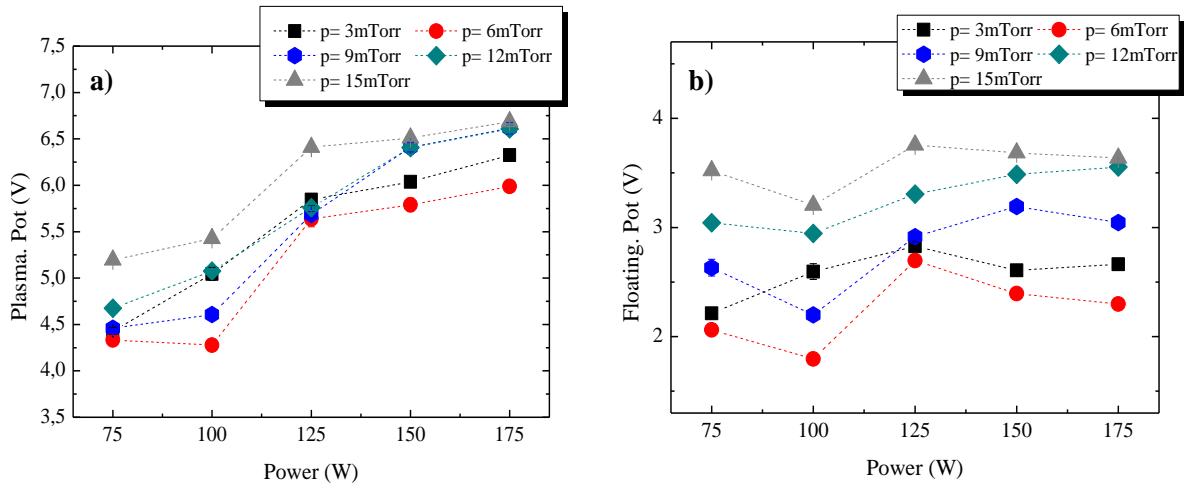 p= 3mTorr p= 6mTorr
p= 9mTorr p= 12mTorr
p= 15mTorr
a)
7,5
7,0
6,5
6,0
5,5
5,0
4,5
4,0
3,5
Plasma. Pot (V)
75 100 125 150 175
Power (W)
p= 3mTorr p= 6mTorr
p= 9mTorr p= 12mTorr
p= 15mTorr
b)
4
3
2
Floating. Pot (V)
75 100 125 150 175
Power (W)